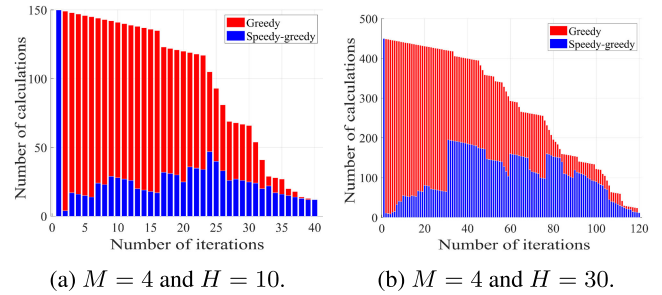 150
100
50
0
Number of calculations
Greedy
Speedy-greedy
0 5 10 15 20 25 30 35 40
Number of iterations
(a) M = 4 and H = 10.
500
400
300
200
100
0
Number of calculations
Greedy
Speedy-greedy
0 20 40 60 80 100 120
Number of iterations
(b) M = 4 and H = 30.